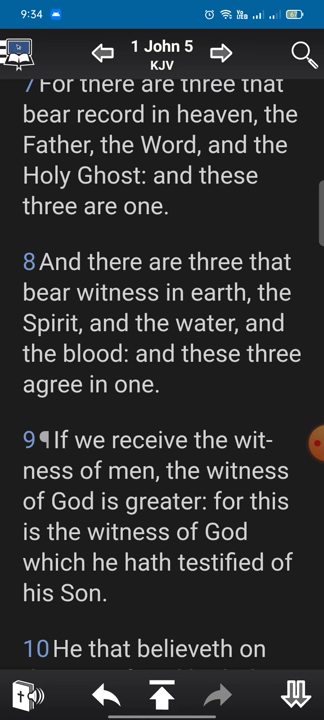 9:34
1 John 5
KJV
7 For there are three that
bear record in heaven, the
Father, the Word, and the
Holy Ghost: and these
three are one.
8 And there are three that
bear witness in earth, the
Spirit, and the water, and
the blood: and these three
agree in one.
9 ¶ If we receive the wit-
ness of men, the witness
of God is greater: for this
is the witness of God
which he hath testified of
his Son.
10 He that believeth on